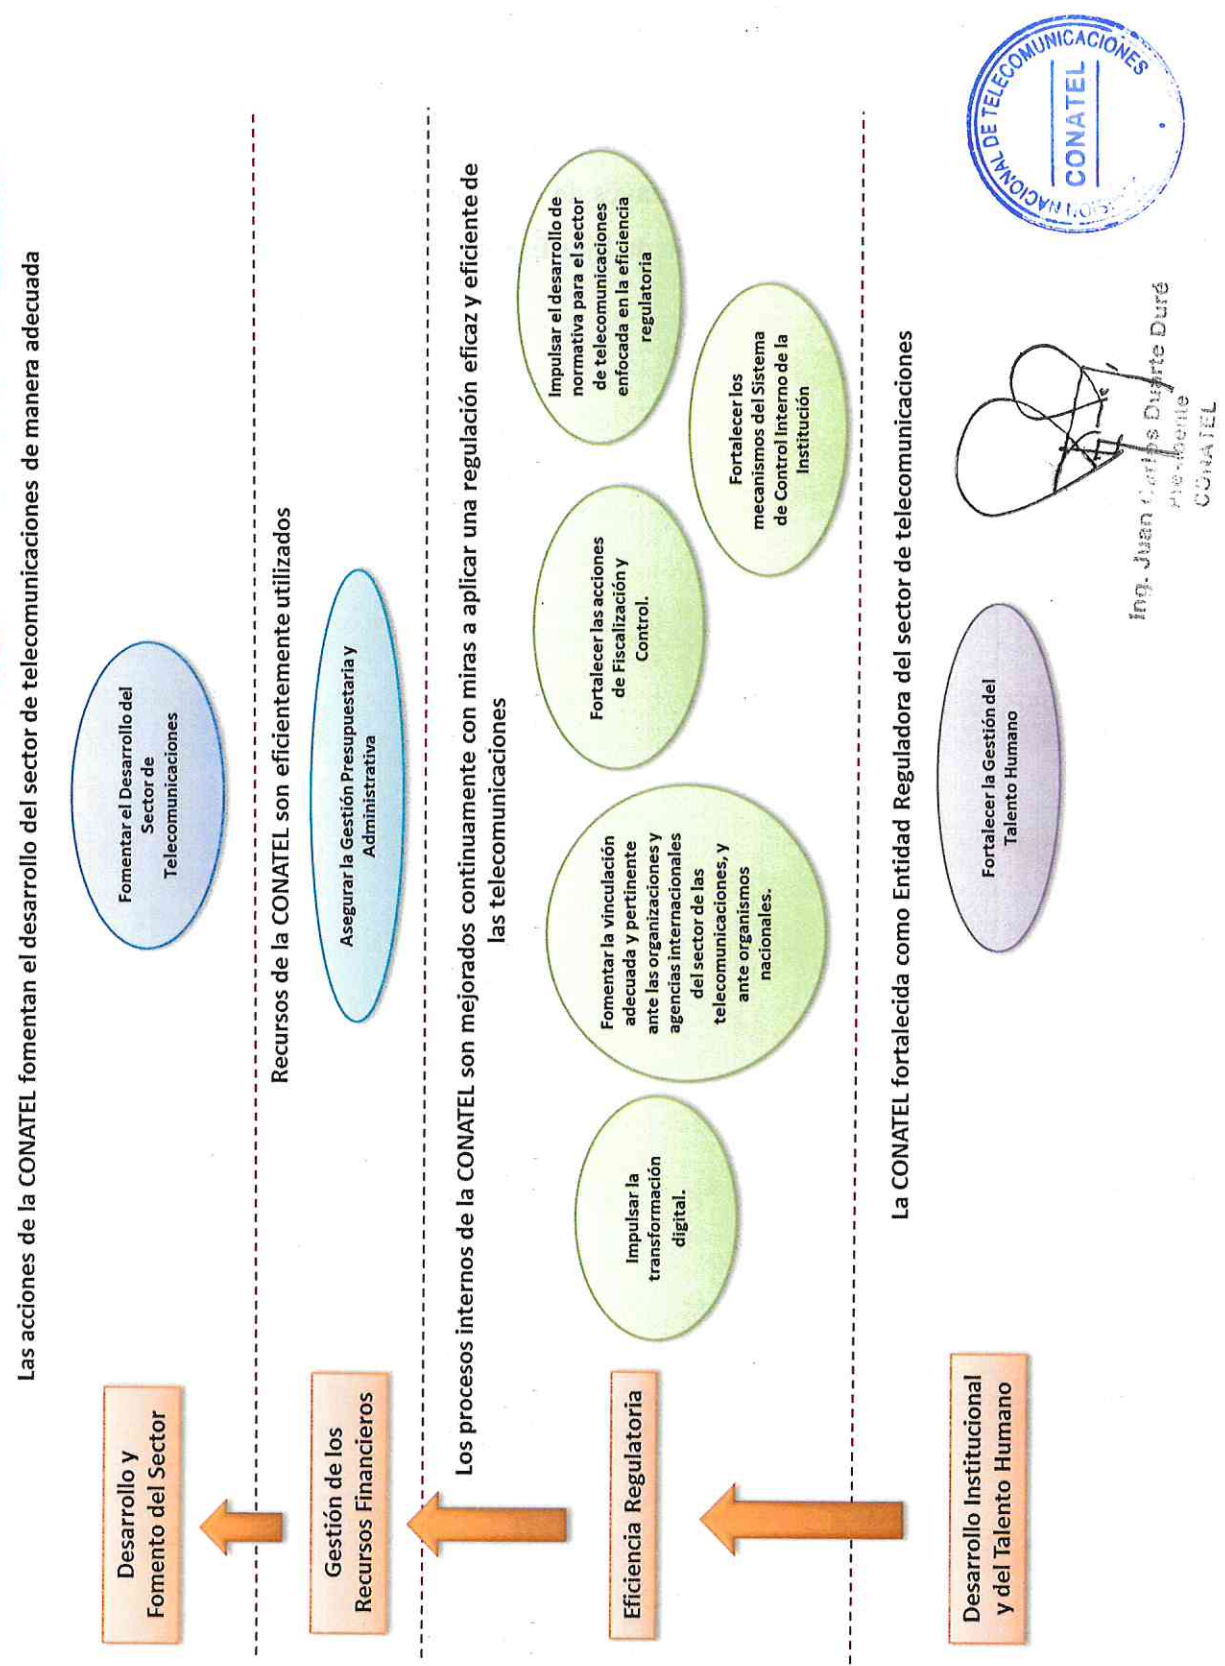 Las acciones de la CONATEL fomentan el desarrollo del sector de telecomunicaciones de manera adecuada
Desarrollo y
Fomento del Sector
Fomentar el Desarrollo del
Sector de
Telecomunicaciones
Recursos de la CONATEL son eficientemente utilizados
Gestión de los
Recursos Financieros
Asegurar la Gestión Presupuestaria y
Administrativa
Los procesos internos de la CONATEL son mejorados continuamente con miras a aplicar una regulación eficaz y eficiente de
las telecomunicaciones
Eficiencia Regulatoria
Impulsar la
transformación
digital.
Fomentar la vinculación
adecuada y pertinente
ante las organizaciones y
agencias internacionales
del sector de las
telecomunicaciones, y
ante organismos
nacionales.
Fortalecer las acciones
de Fiscalización y
Control.
Impulsar el desarrollo de
normativa para el sector
de telecomunicaciones
enfocada en la eficiencia
regulatoria
Fortalecer los
mecanismos del Sistema
de Control Interno de la
Institución
La CONATEL fortalecida como Entidad Reguladora del sector de telecomunicaciones
Desarrollo Institucional
y del Talento Humano
Fortalecer la Gestión del
Talento Humano
Ing. Juan Carlos Duarte Duré
Presidente
CONATEL
NACIONAL DE TELECOMUNICACIONES
CONATEL